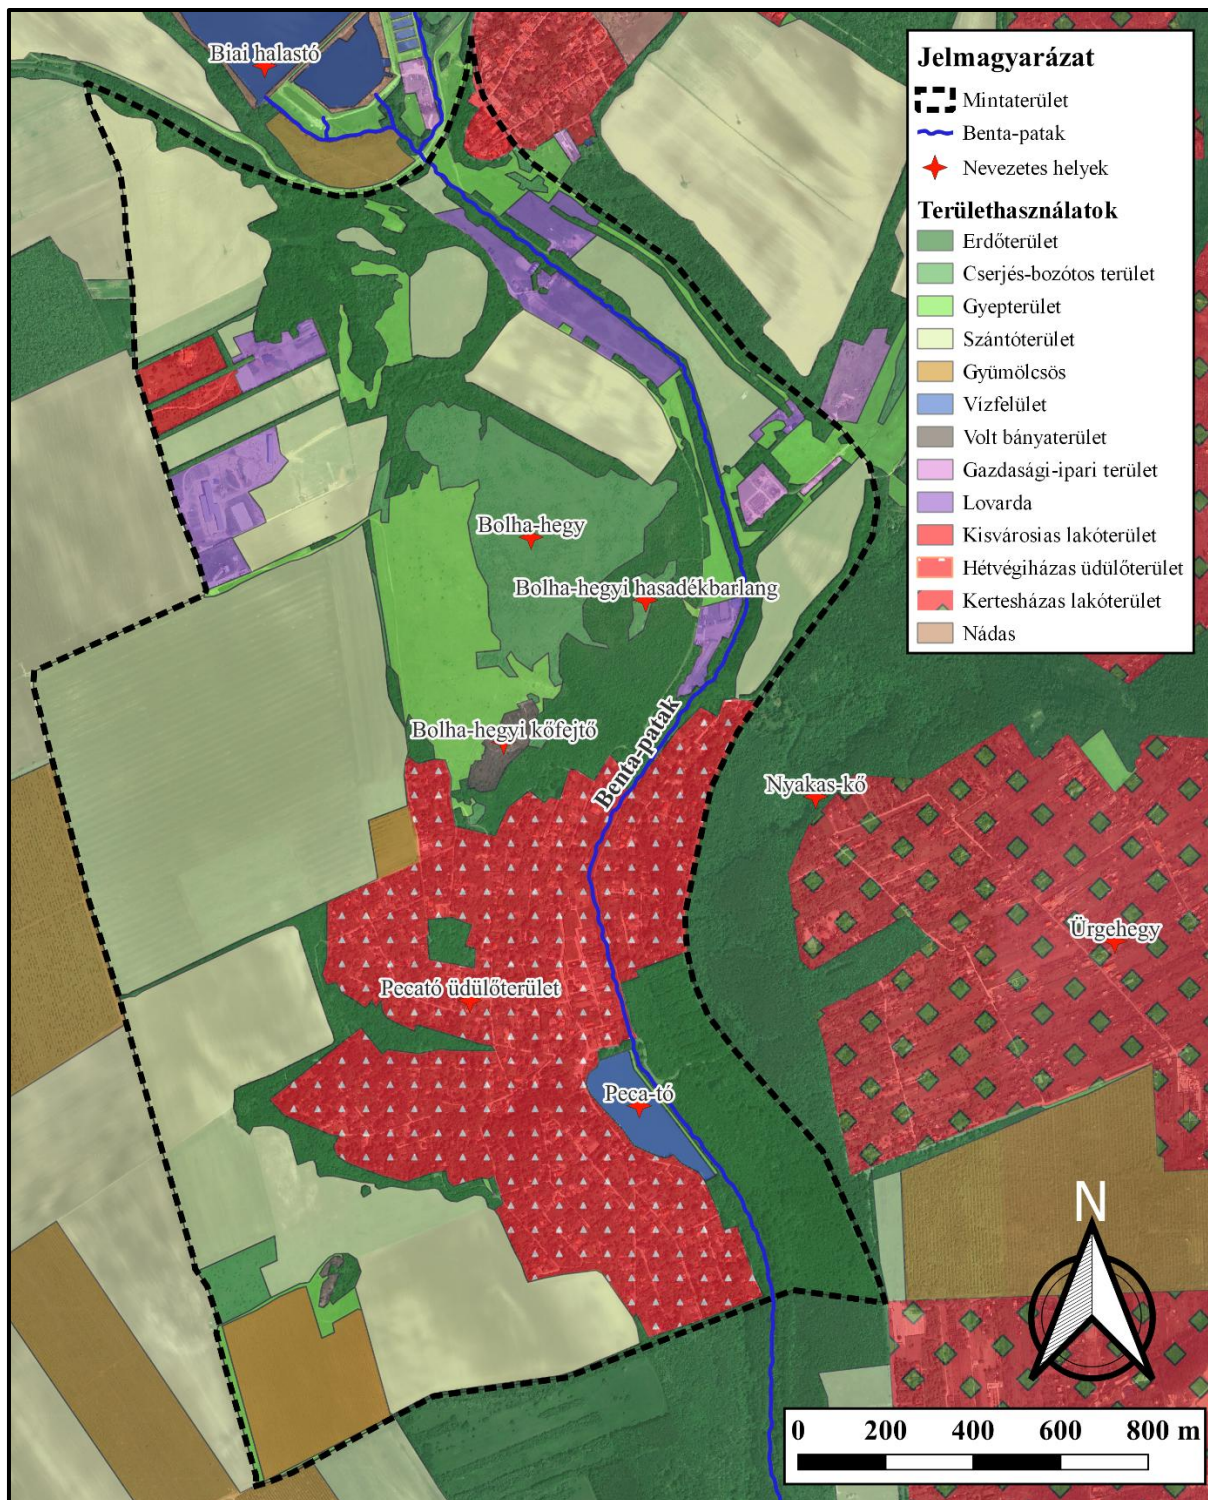 Biai halastó
Bolha-hegy
Bolha-hegyi hasadékbarlang
Bolha-hegyi kőfejtő
Benta-patak
Nyakas-kő
Ürgehegy
Pecató üdülőterület
Peca-tó
Jelmagyarázat
Mintaterület
Benta-patak
Nevezetes helyek
Területhasználatok
Erdőterület
Cserjés-bozótos terület
Gyepterület
Szántóterület
Gyümölcsös
Vízfelület
Volt bányaterület
Gazdasági-ipari terület
Lovarda
Kisvárosias lakóterület
Hétvégiházas üdülőterület
Kertesházas lakóterület
Nádas
N
0 200 400 600 800 m